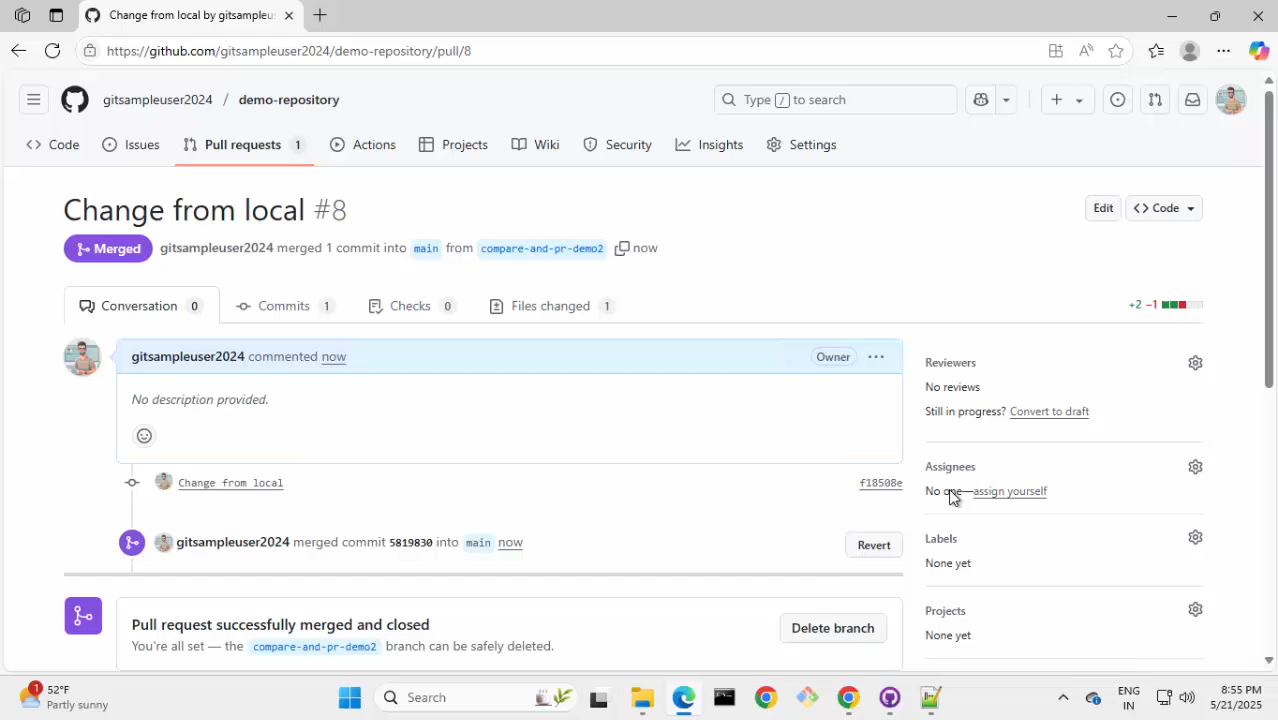 Change from local by gitsampleu
https://github.com/gitsampleuser2024/demo-repository/pull/8
gitsampleuser2024 / demo-repository
Type / to search
Code
Issues
Pull requests 1
Actions
Projects
Wiki
Security
Insights
Settings
Change from local #8
Edit
Code
Merged gitsampleuser2024 merged 1 commit into main from compare-and-pr-demo2 now
Conversation 0
Commits 1
Checks 0
Files changed 1
+2 −1
gitsampleuser2024 commented now
Owner
No description provided.
Change from local
f18508e
gitsampleuser2024 merged commit 5819830 into main now
Revert
Pull request successfully merged and closed
You're all set — the compare-and-pr-demo2 branch can be safely deleted.
Delete branch
Reviewers
No reviews
Still in progress? Convert to draft
Assignees
No one—assign yourself
Labels
None yet
Projects
None yet
1
52°F
Partly sunny
Search
ENG
IN
8:55 PM
5/21/2025